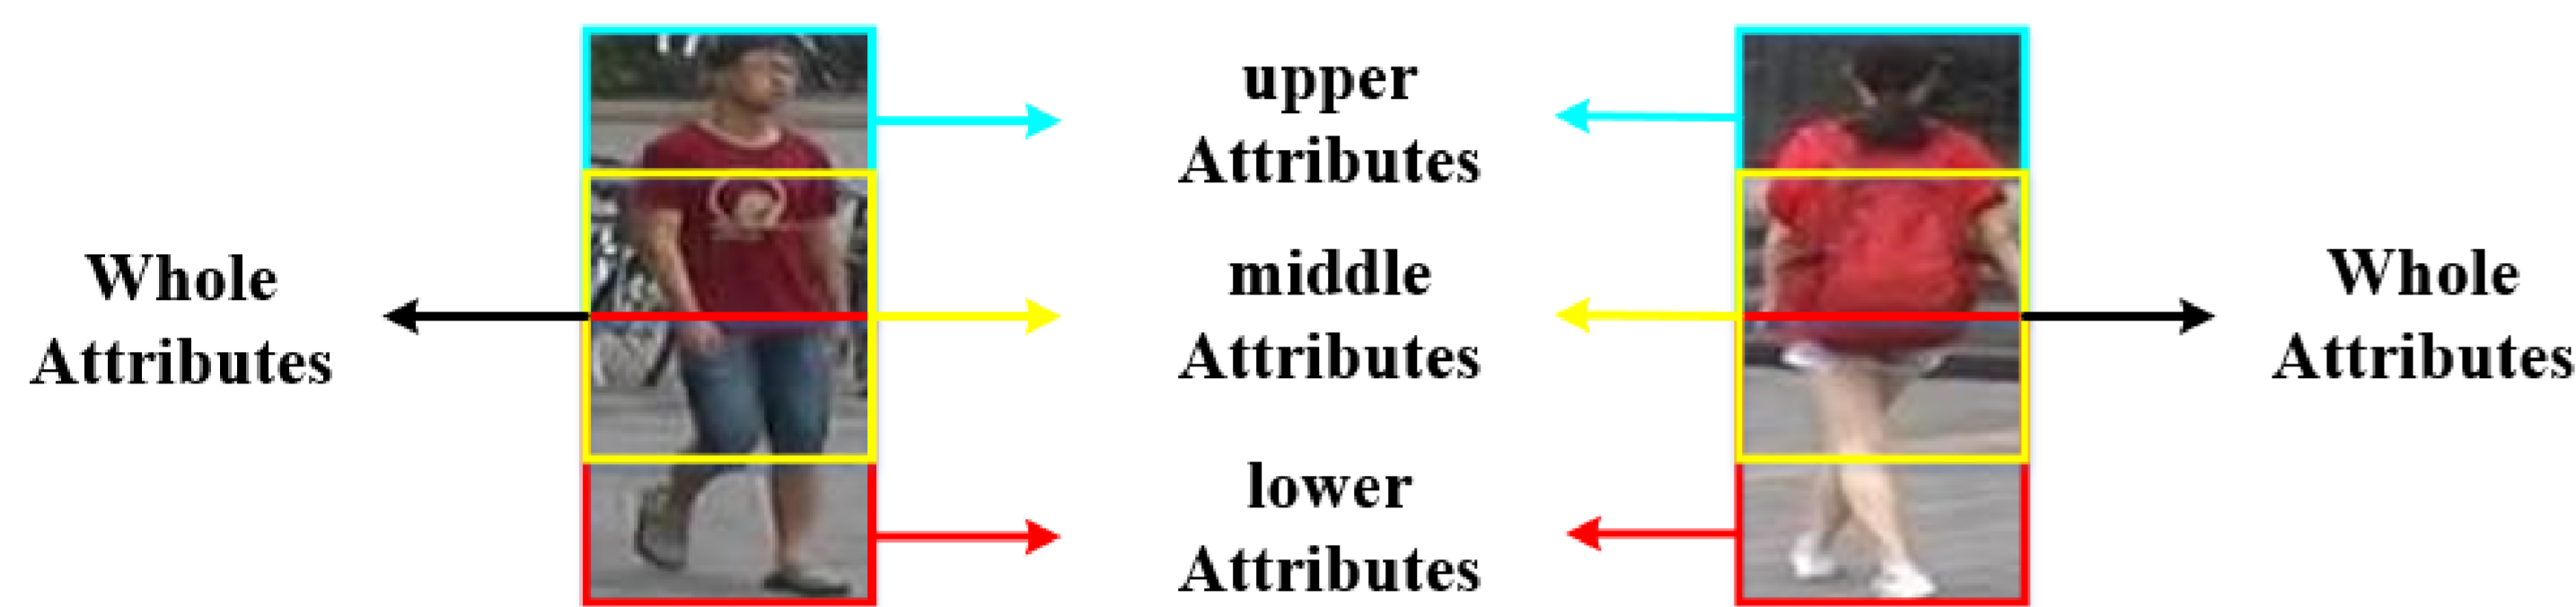 Whole
Attributes
upper
Attributes
middle
Attributes
lower
Attributes
Whole
Attributes